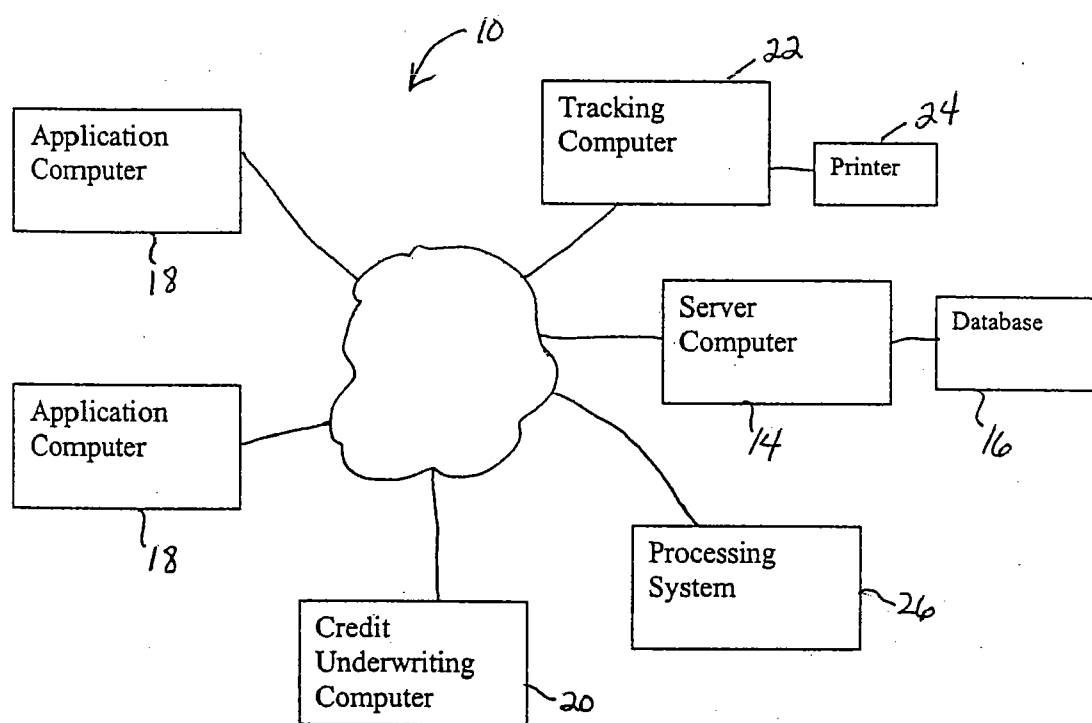 10
22
24
Application
Computer
Tracking
Computer
Printer
18
Server
Computer
Database
Application
Computer
14
16
18
Processing
System
26
Credit
Underwriting
Computer
20